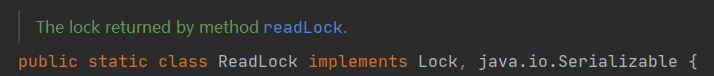 The lock returned by method readLock.
public static class ReadLock implements Lock, java.io.Serializable {